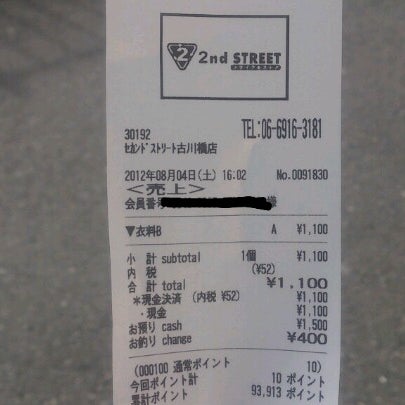 2 2nd STREET
TEL:06-6916-3181
30192
ｾｶﾝﾄﾞｽﾄﾘｰﾄ古川橋店
2012年08月04日(土) 16:02 No.0091830
＜売上＞
会員番 様
▼衣料B A ¥1,100
小 計 subtotal 1個 ¥1,100
内 税 (¥52)
合 計 total ¥1,100
*現金決済 (内税 ¥52) ¥1,100
・現金 ¥1,100
お預り cash ¥1,500
お釣り change ¥400
(000100 通常ポイント 10)
今回ポイント計 10 ポイント
累計ポイント 93,913 ポイント